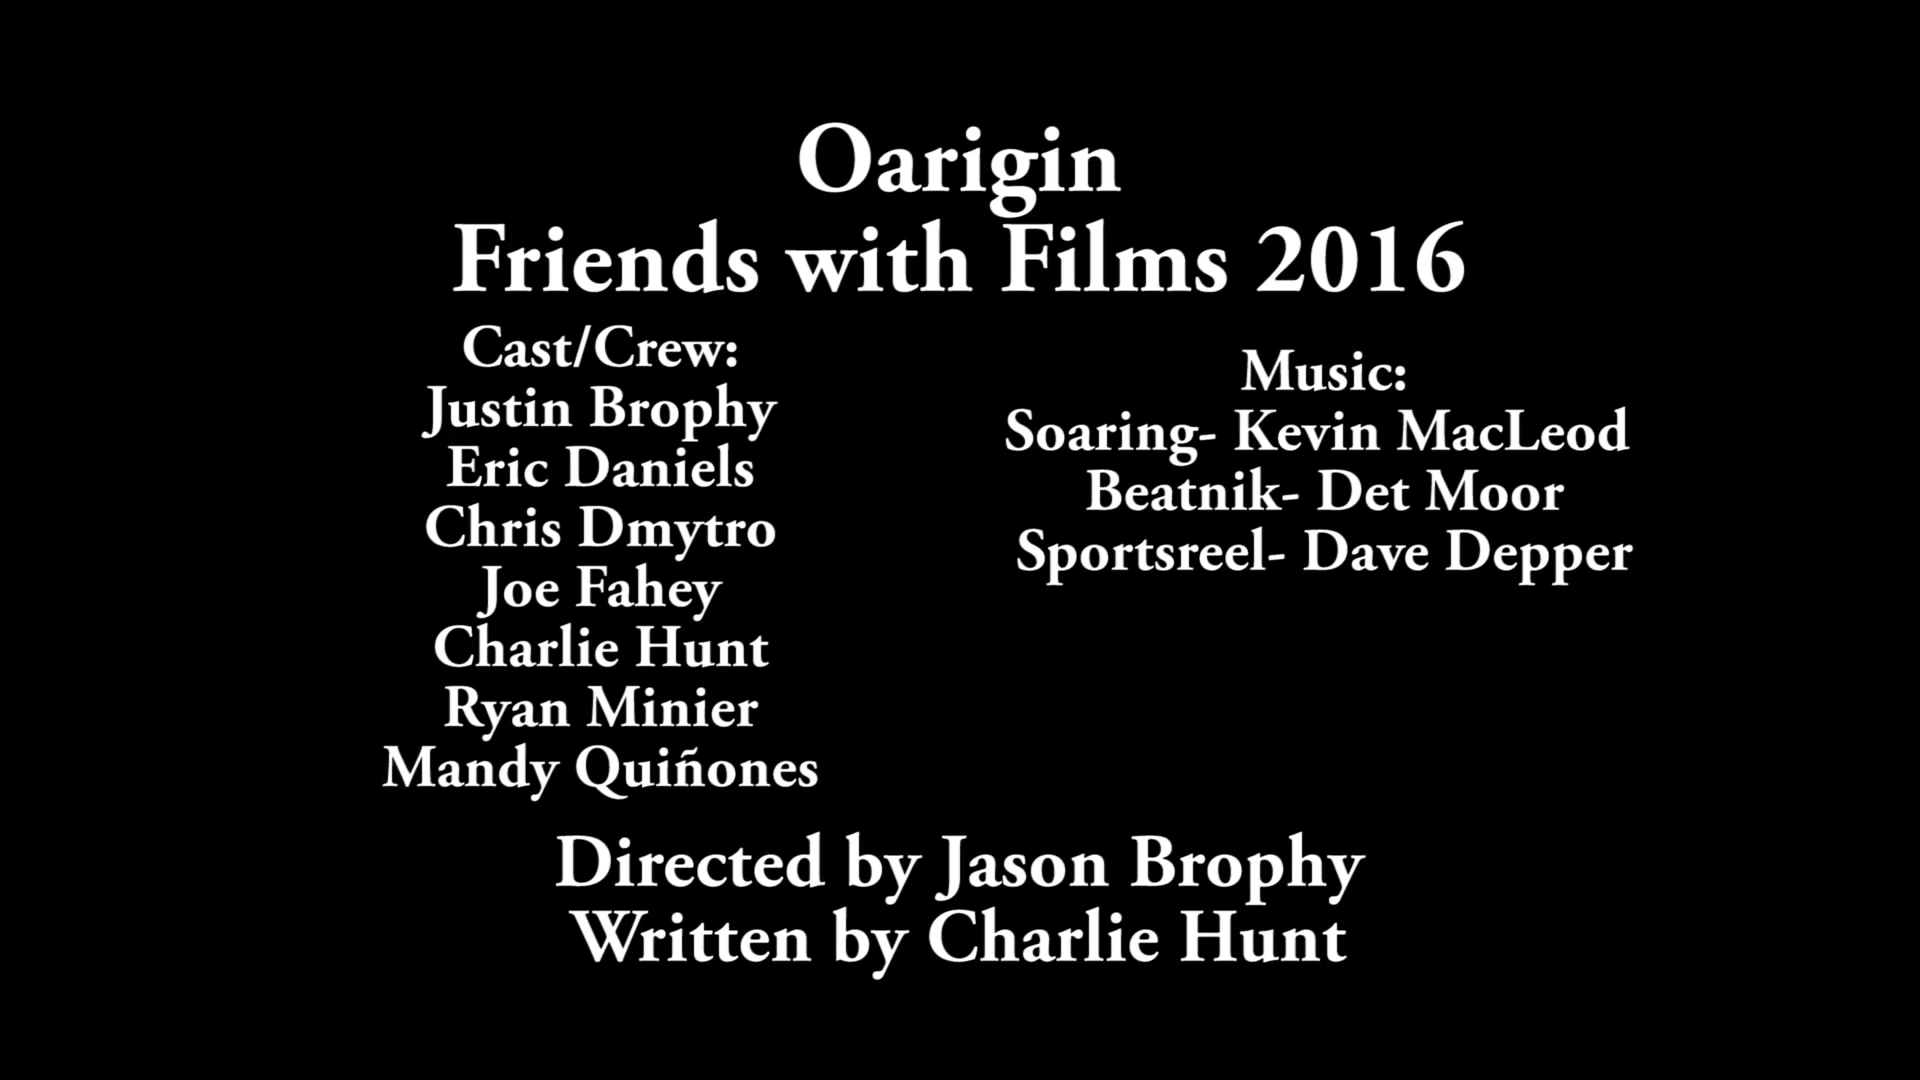 Oarigin
Friends with Films 2016
Cast/Crew:
Justin Brophy
Eric Daniels
Chris Dmytro
Joe Fahey
Charlie Hunt
Ryan Minier
Mandy Quiñones
Music:
Soaring- Kevin MacLeod
Beatnik- Det Moor
Sportsreel- Dave Depper
Directed by Jason Brophy
Written by Charlie Hunt